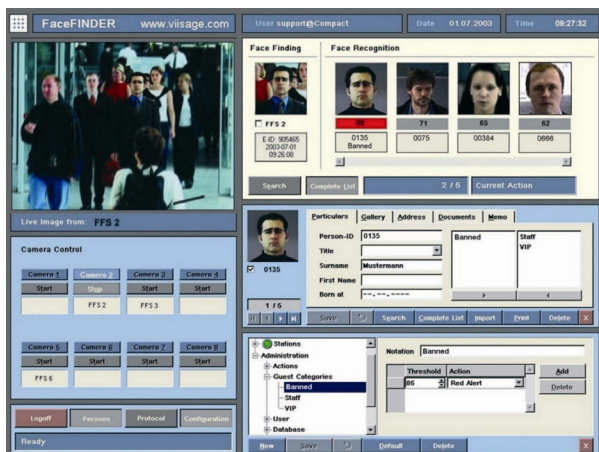 FaceFINDER www.viisage.com User support@Compact Date 01.07.2003 Time 09:27:32
Face Finding Face Recognition
FFS 2
71 65 62
E-ID: 905465
2003-07-01
09:26:08
0135
Banned
0075 00384 0666
Search Complete List 2 / 5 Current Action
Live Image from: FFS 2
Camera Control
Camera 1 Camera 2 Camera 3 Camera 4
Start Stop Start Start
FFS 2 FFS 3
Camera 5 Camera 6 Camera 7 Camera 8
Start Start Start Start
FFS 5
Logoff Persons Protocol Configuration
Ready
Particulars Gallery Address Documents Memo
Person-ID 0135
Title
Surname Mustermann
First Name
Born at --.--.----
Banned
Staff
VIP
0135
1 / 5
Save Search Complete List Import Print Delete X
Stations
Administration
Actions
Guest Categories
Banned
Staff
VIP
User
Database
Notation Banned
Threshold Action
85 Red Alert
Add
Delete
New Save Default Delete X